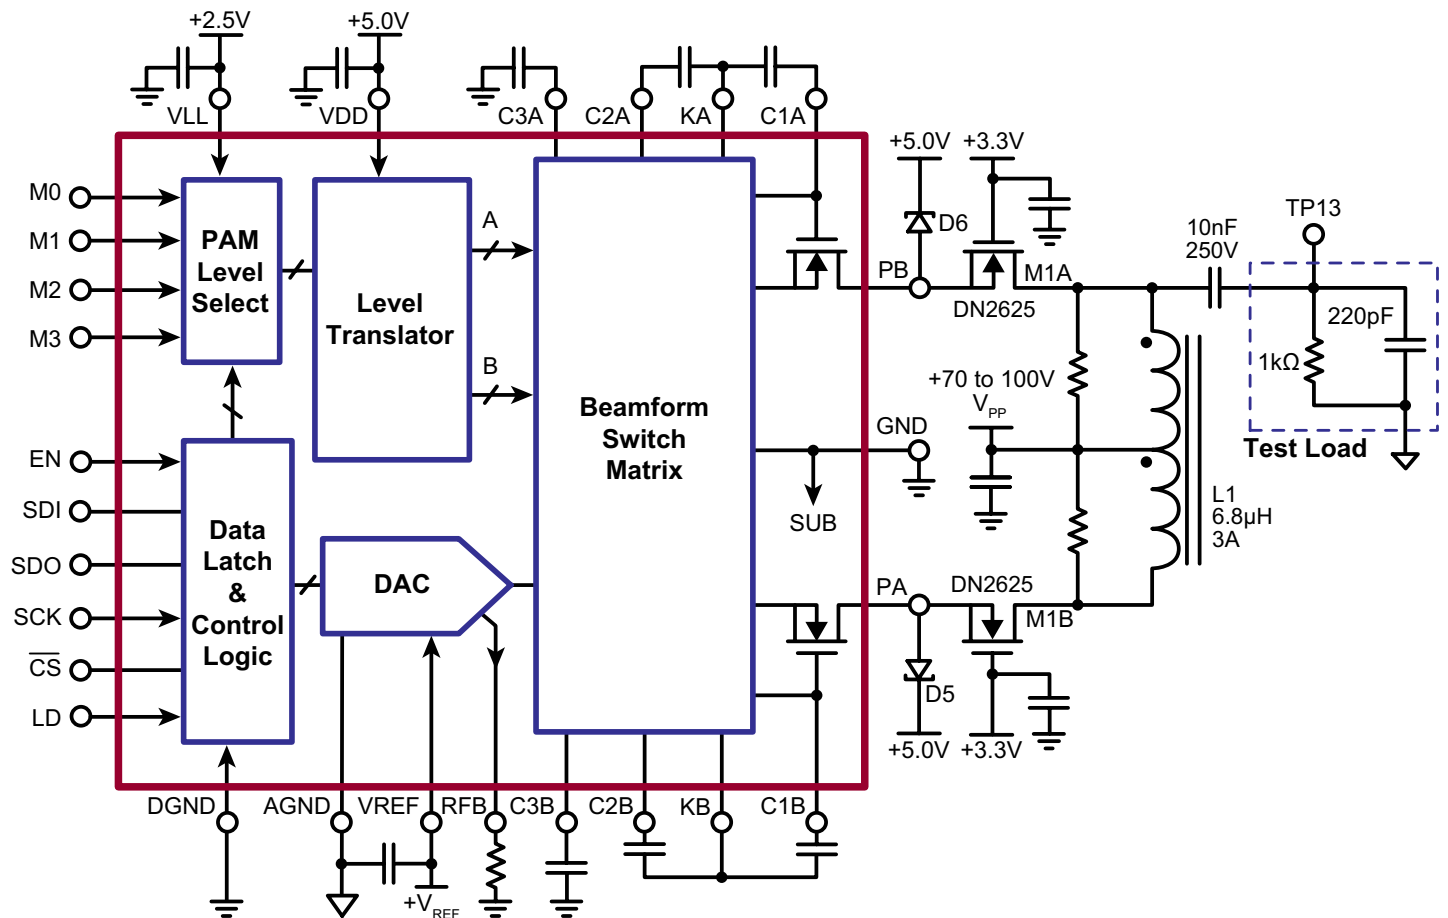 +2.5V
+5.0V
VLL
VDD
C3A
C2A
KA
C1A
+5.0V
+3.3V
M0
M1
M2
M3
PAM
Level
Select
Level
Translator
A
B
D6
PB
M1A
DN2625
10nF
250V
TP13
220pF
1kΩ
Test Load
+70 to 100V
VPP
GND
SUB
Beamform
Switch
Matrix
L1
6.8µH
3A
EN
SDI
SDO
SCK
CS
LD
Data
Latch
&
Control
Logic
DAC
PA
DN2625
M1B
D5
+5.0V
+3.3V
DGND
AGND
VREF
RFB
C3B
C2B
KB
C1B
+VREF